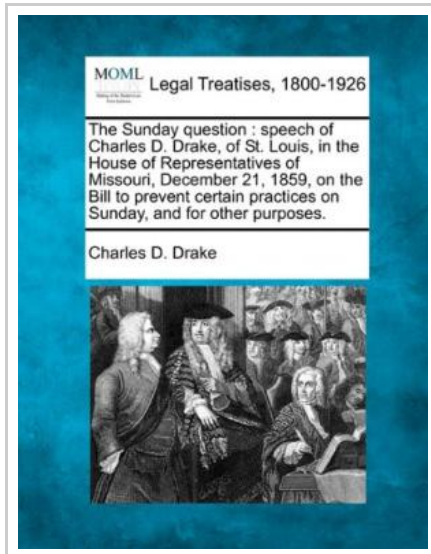 MOML Legal Treatises, 1800-1926
The Sunday question : speech of
Charles D. Drake, of St. Louis, in the
House of Representatives of
Missouri, December 21, 1859, on the
Bill to prevent certain practices on
Sunday, and for other purposes.
Charles D. Drake